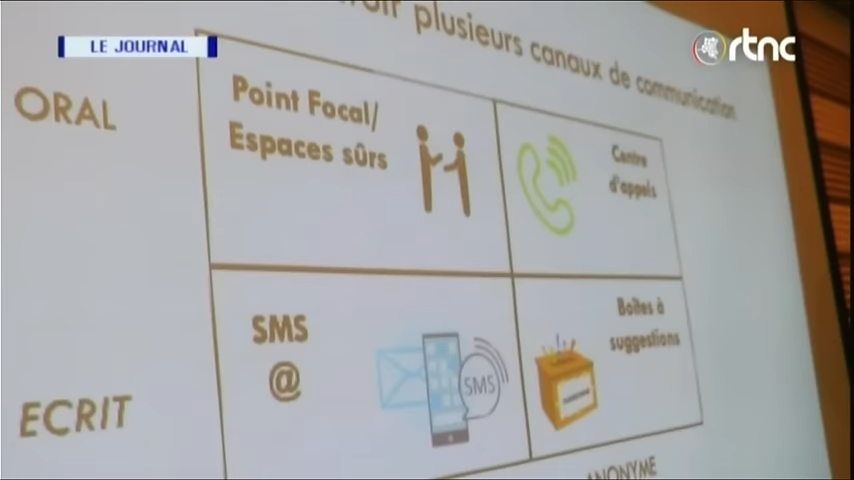 LE JOURNAL
rtnc
plusieurs canaux de communication
ORAL
Point Focal/
Espaces sûrs
Centre
d'appels
SMS
@
SMS
Boîtes à
suggestions
ECRIT
ANONYME